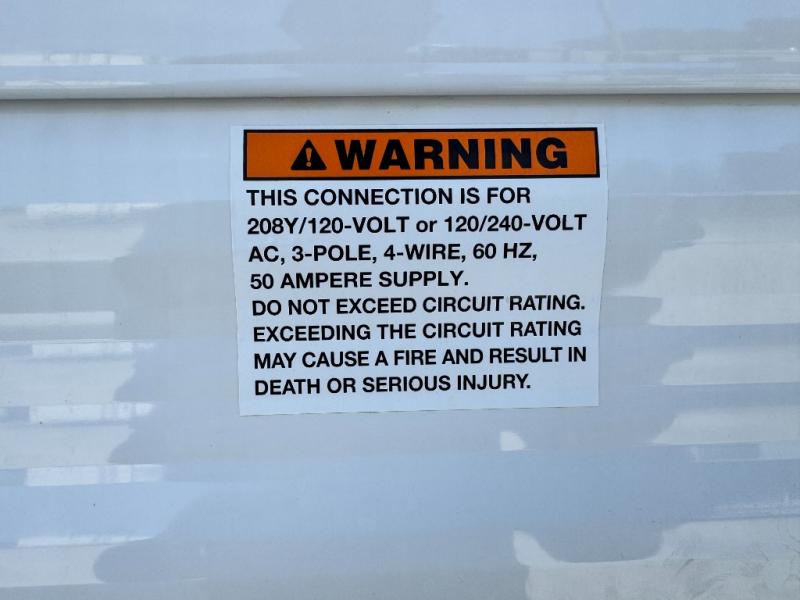 WARNING
THIS CONNECTION IS FOR
208Y/120-VOLT or 120/240-VOLT
AC, 3-POLE, 4-WIRE, 60 HZ,
50 AMPERE SUPPLY.
DO NOT EXCEED CIRCUIT RATING.
EXCEEDING THE CIRCUIT RATING
MAY CAUSE A FIRE AND RESULT IN
DEATH OR SERIOUS INJURY.